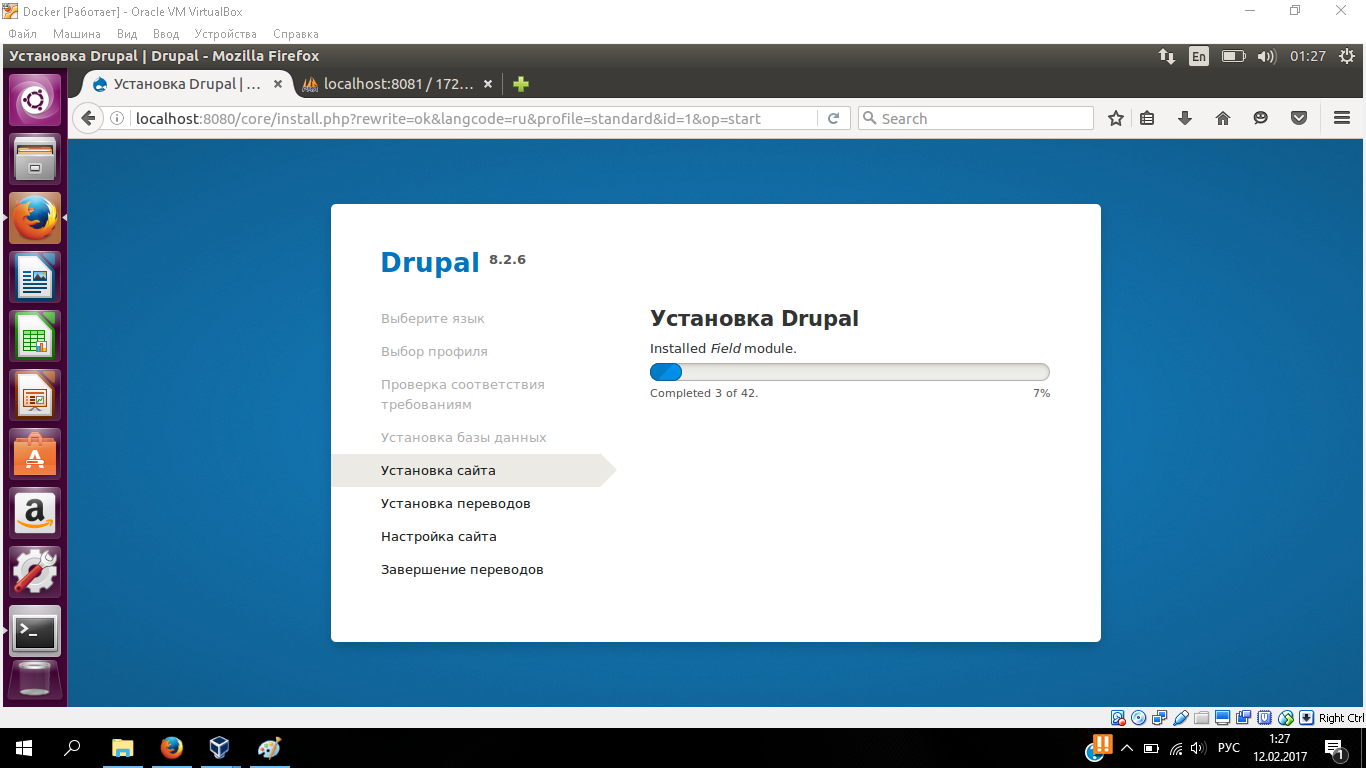 Docker [Работает] - Oracle VM VirtualBox
Файл Машина Вид Ввод Устройства Справка
Установка Drupal | Drupal - Mozilla Firefox
En
01:27
Установка Drupal | ...
localhost:8081 / 172...
localhost:8080/core/install.php?rewrite=ok&langcode=ru&profile=standard&id=1&op=start
Search
Drupal 8.2.6
Выберите язык
Выбор профиля
Проверка соответствия
требованиям
Установка базы данных
Установка сайта
Установка переводов
Настройка сайта
Завершение переводов
Установка Drupal
Installed Field module.
Completed 3 of 42.
7%
Right Ctrl
РУС
1:27
12.02.2017
1